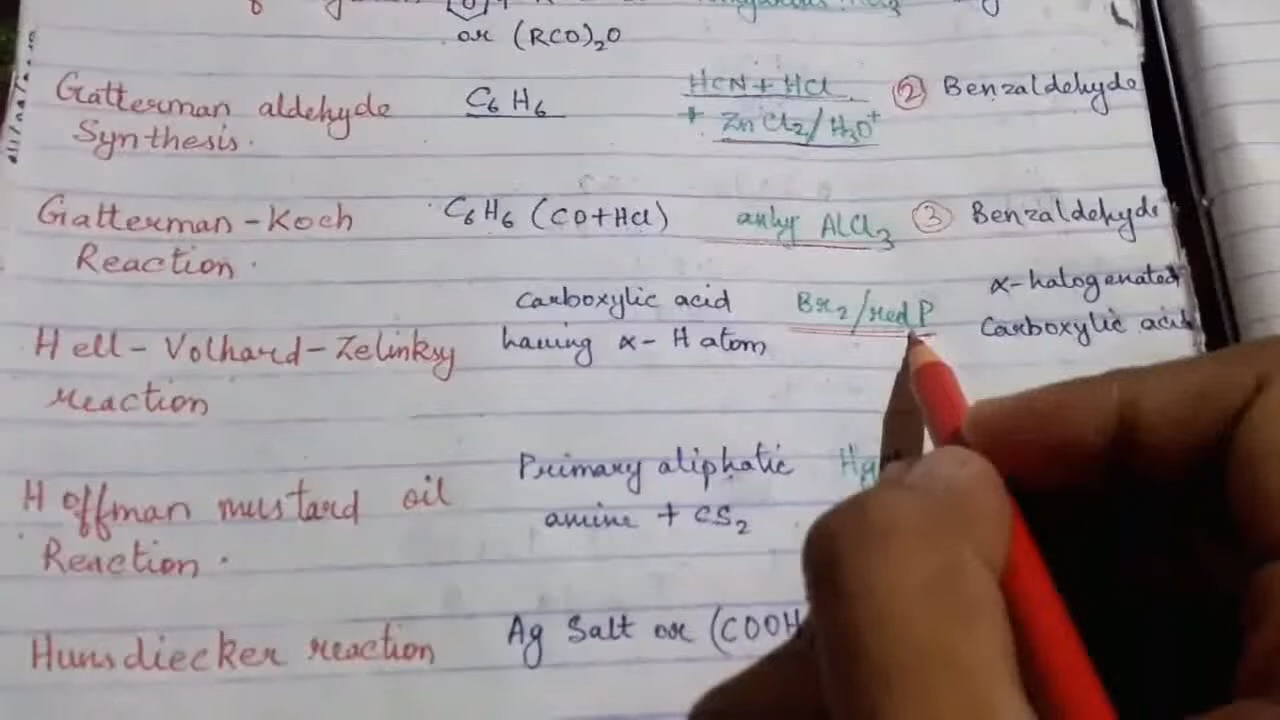 or (RCO)₂O
Gatterman aldehyde C₆H₆ HCN + HCl ② Benzaldehyde
Synthesis. + ZnCl₂/H₃O⁺
Gatterman-Koch C₆H₆ (CO+HCl) anhy AlCl₃ ③ Benzaldehyde
Reaction.
Carboxylic acid Br₂/red P α-halogenated
Hell-Volhard-Zelinksy having α-H atom Carboxylic acid
reaction
Primary aliphatic
Hoffman mustard oil amine + CS₂
Reaction.
Hunsdiecker reaction Ag Salt or (COOH